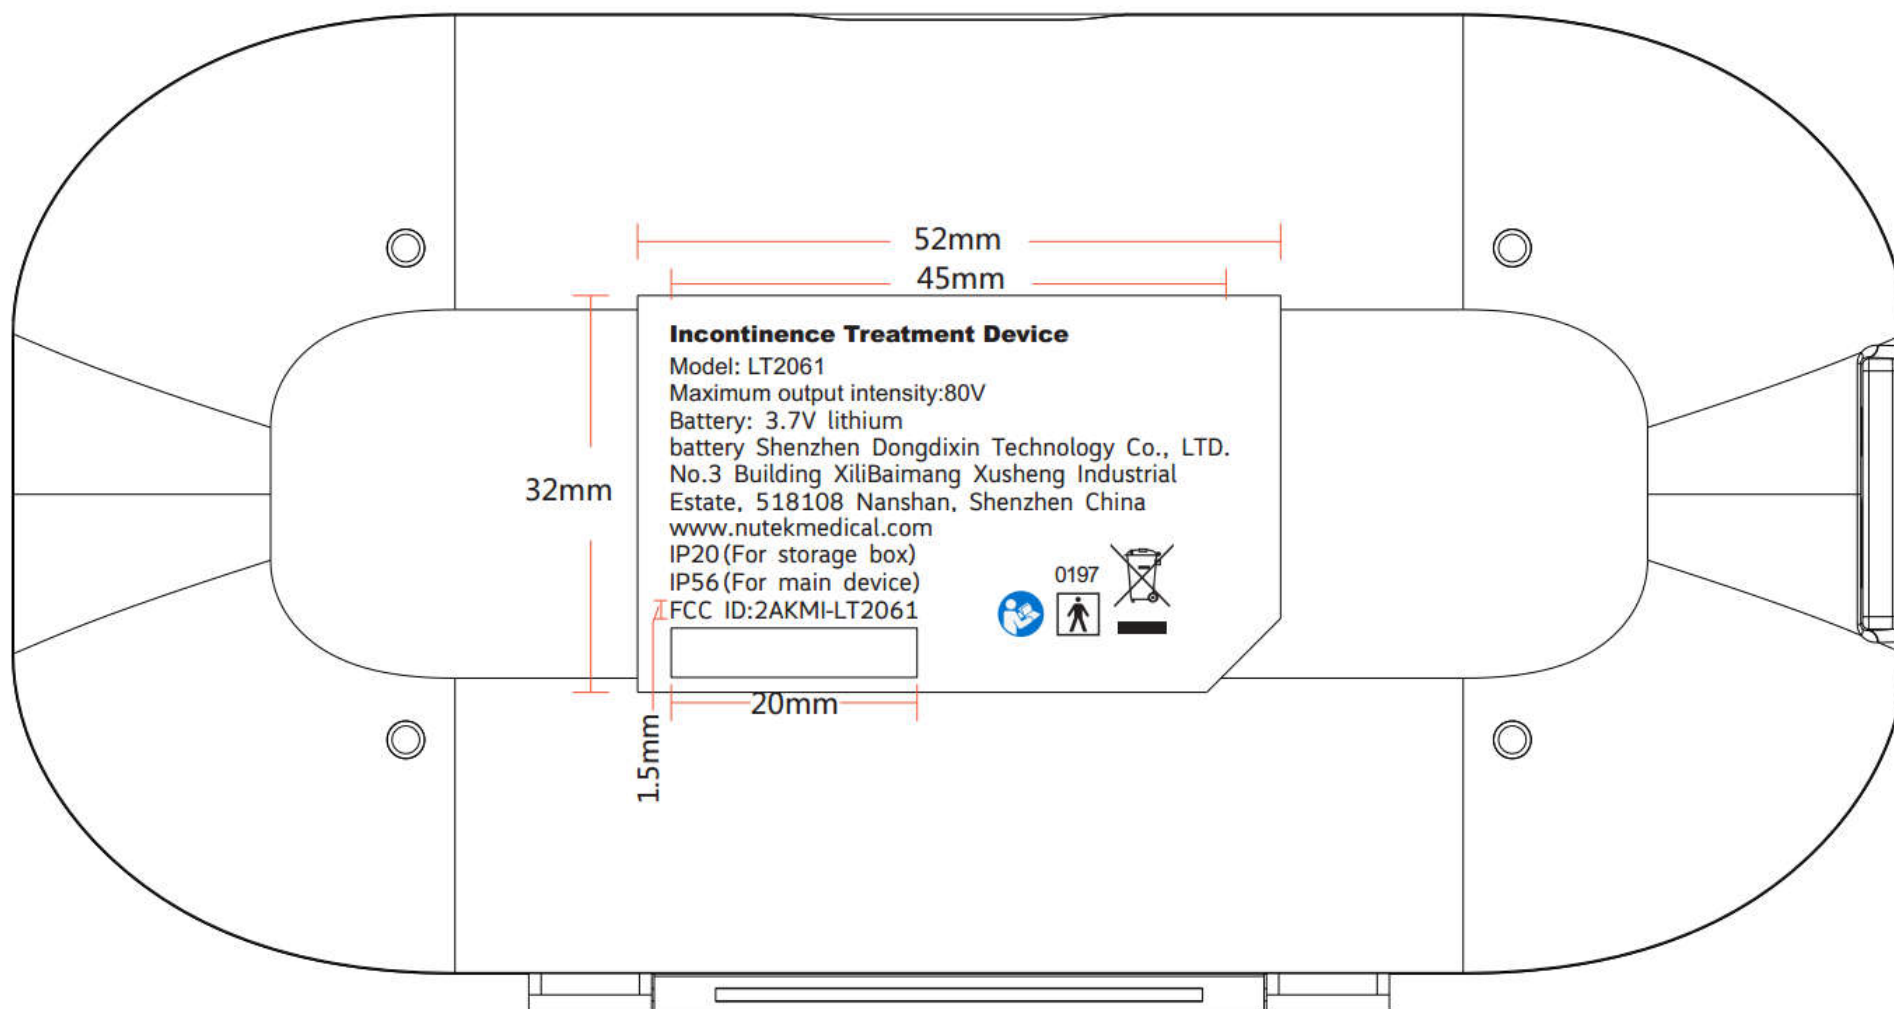 52mm
45mm
Incontinence Treatment Device
Model: LT2061
Maximum output intensity:80V
Battery: 3.7V lithium
battery Shenzhen Dongdixin Technology Co., LTD.
No.3 Building XiliBaimang Xusheng Industrial
Estate, 518108 Nanshan, Shenzhen China
www.nutekmedical.com
IP20(For storage box)
IP56(For main device)
FCC ID:2AKMI-LT2061
0197
32mm
20mm
1.5mm